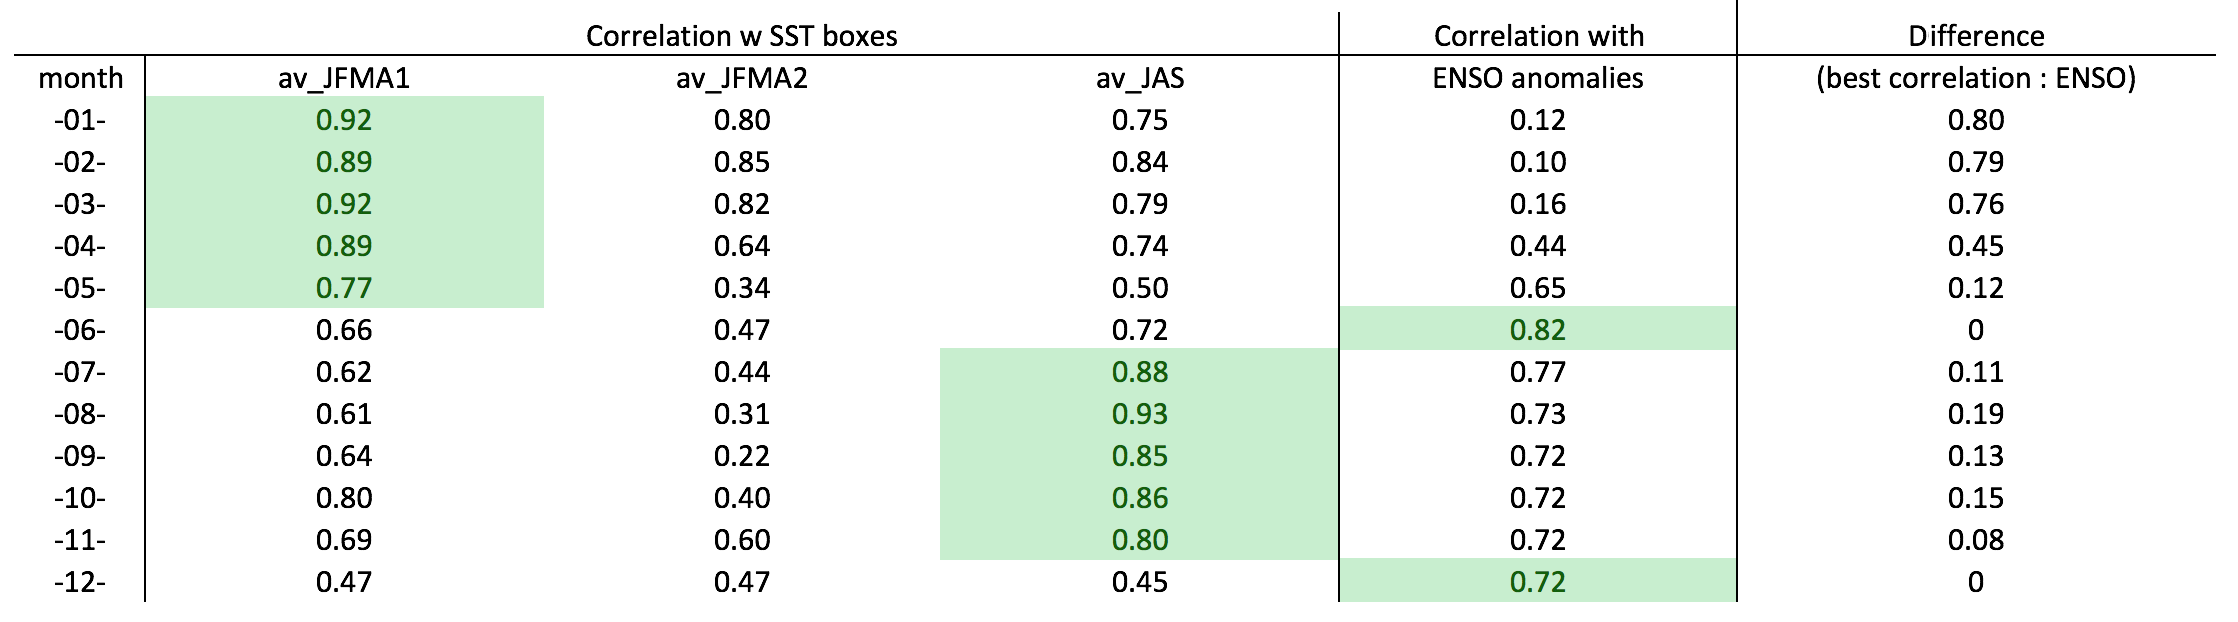 Correlation w SST boxes Correlation with Difference
month av_JFMA1 av_JFMA2 av_JAS ENSO anomalies (best correlation : ENSO)
-01- 0.92 0.80 0.75 0.12 0.80
-02- 0.89 0.85 0.84 0.10 0.79
-03- 0.92 0.82 0.79 0.16 0.76
-04- 0.89 0.64 0.74 0.44 0.45
-05- 0.77 0.34 0.50 0.65 0.12
-06- 0.66 0.47 0.72 0.82 0
-07- 0.62 0.44 0.88 0.77 0.11
-08- 0.61 0.31 0.93 0.73 0.19
-09- 0.64 0.22 0.85 0.72 0.13
-10- 0.80 0.40 0.86 0.72 0.15
-11- 0.69 0.60 0.80 0.72 0.08
-12- 0.47 0.47 0.45 0.72 0